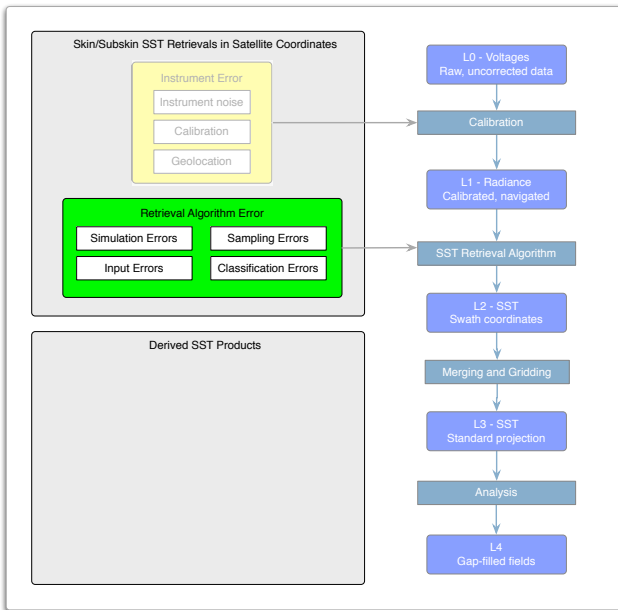 Skin/Subskin SST Retrievals in Satellite Coordinates
Instrument Error
Instrument noise
Calibration
Geolocation
Retrieval Algorithm Error
Simulation Errors
Sampling Errors
Input Errors
Classification Errors
Derived SST Products
L0 - Voltages
Raw, uncorrected data
Calibration
L1 - Radiance
Calibrated, navigated
SST Retrieval Algorithm
L2 - SST
Swath coordinates
Merging and Gridding
L3 - SST
Standard projection
Analysis
L4
Gap-filled fields